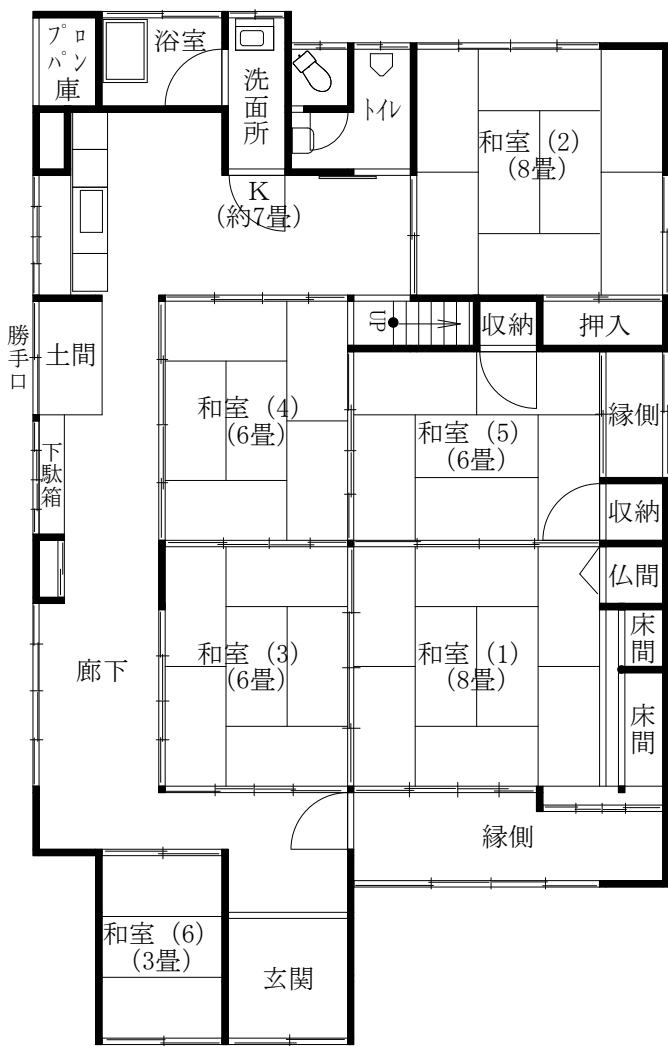 プロ
パン
庫
浴室
洗面所
トイレ
和室（2）
（8畳）
K
（約7畳）
勝手口
土間
UP
収納
押入
和室（4）
（6畳）
和室（5）
（6畳）
縁側
下駄箱
収納
仏間
和室（3）
（6畳）
和室（1）
（8畳）
床間
廊下
床間
縁側
和室（6）
（3畳）
玄関